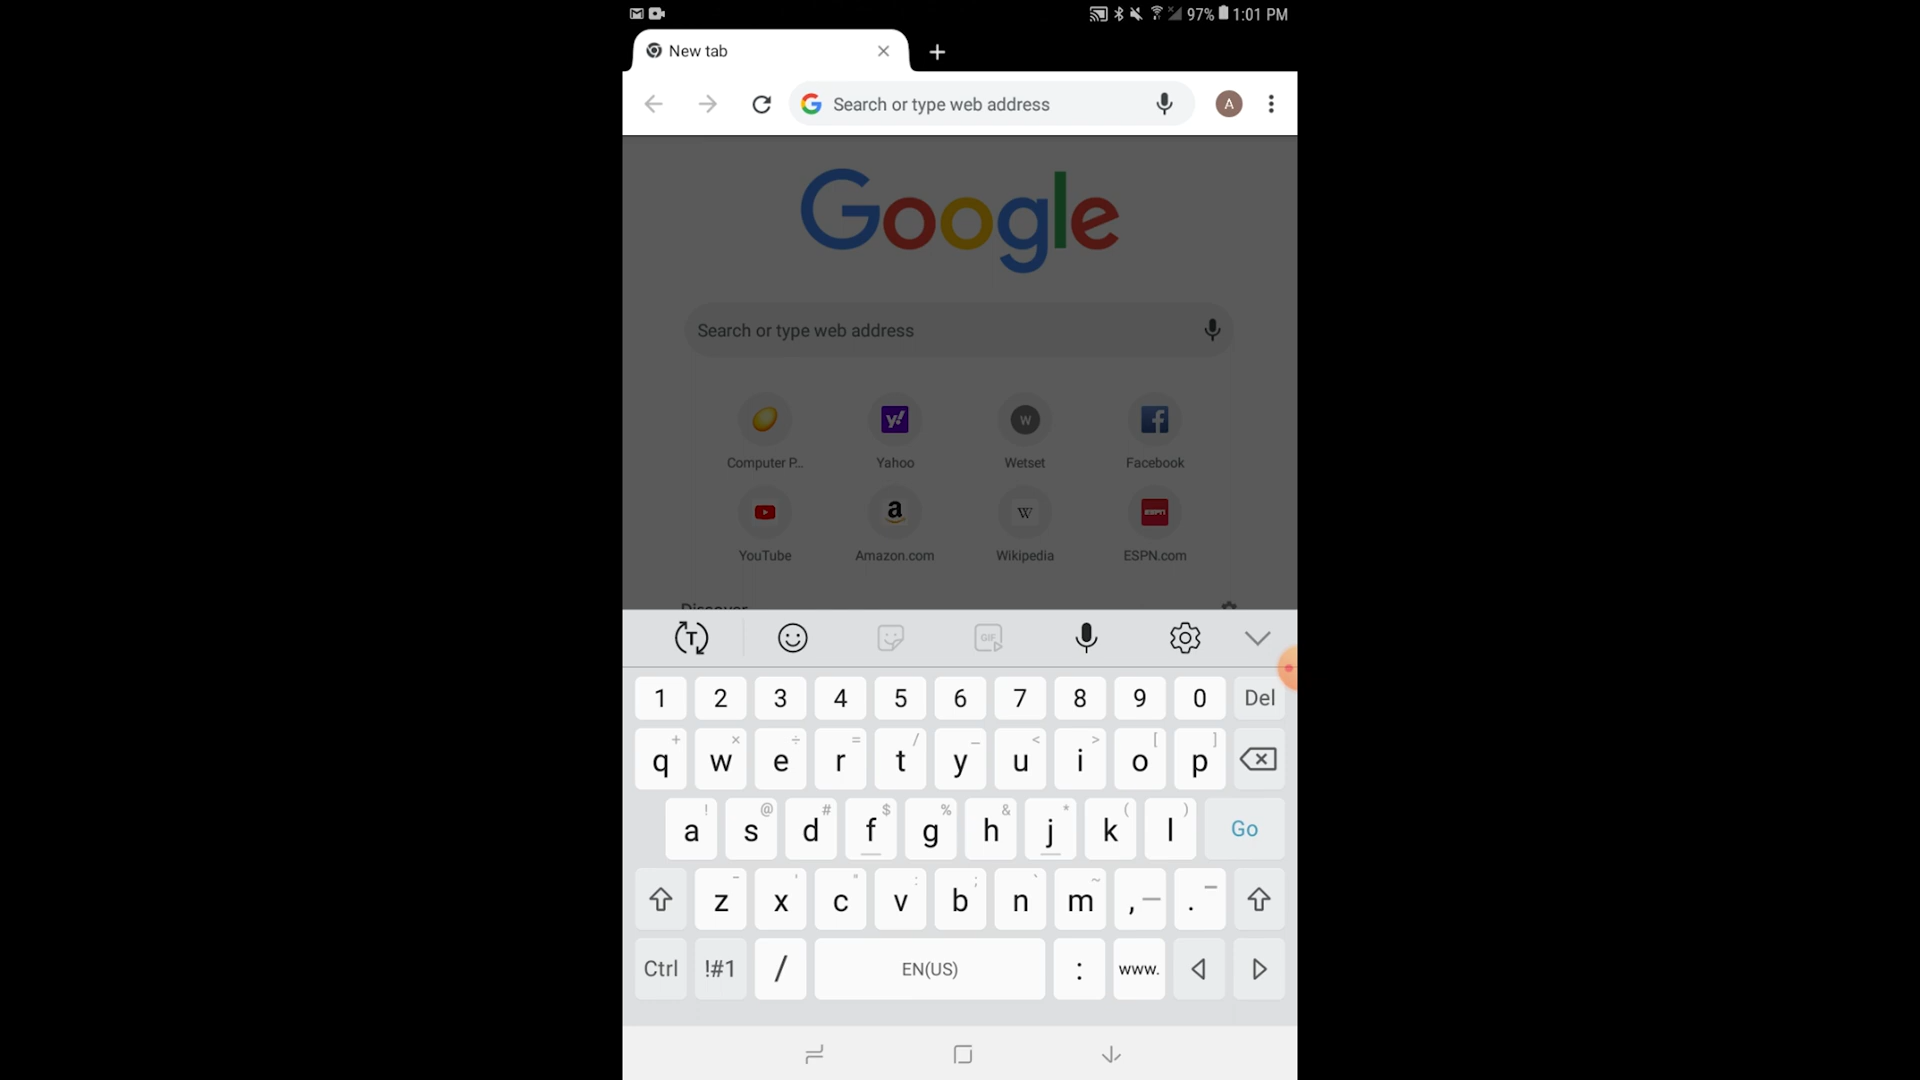 97% 1:01 PM
New tab
Search or type web address
A
Google
Search or type web address
Computer P...
Yahoo
Wetset
Facebook
YouTube
Amazon.com
Wikipedia
ESPN.com
Discover
T
GIF
1 2 3 4 5 6 7 8 9 0 Del
q w e r t y u i o p
a s d f g h j k l Go
z x c v b n m , .
Ctrl !#1 / EN(US) : www.